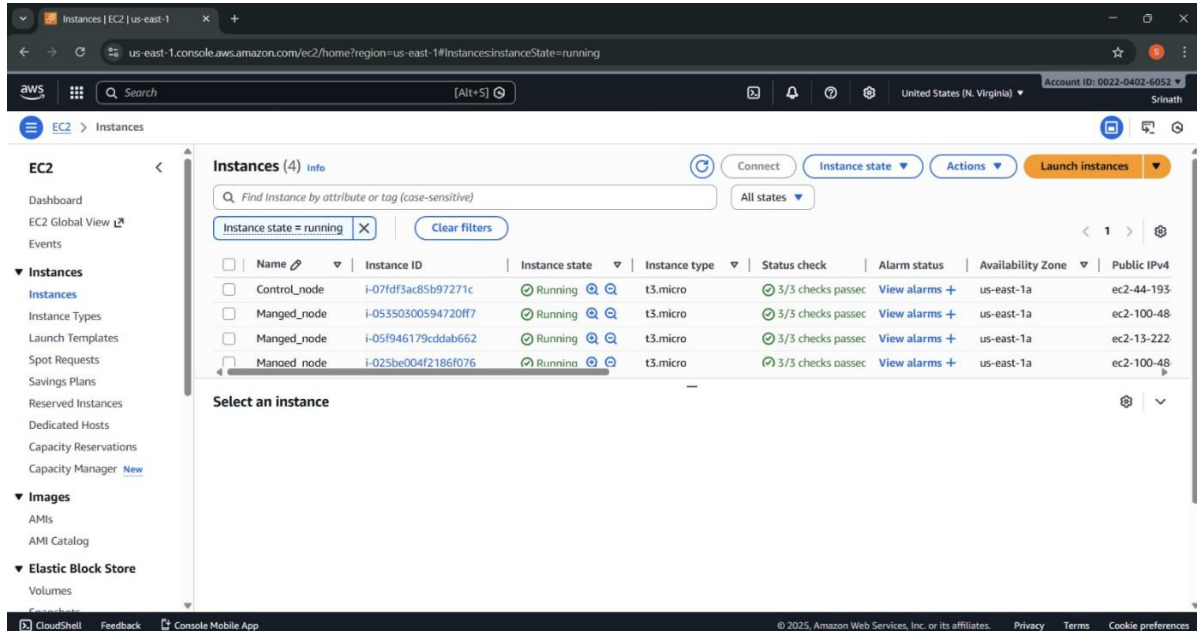 Instances | EC2 | us-east-1
us-east-1.console.aws.amazon.com/ec2/home?region=us-east-1#Instances:instanceState=running
S
aws Search [Alt+S] United States (N. Virginia) Account ID: 0022-0402-6052
Srinath
EC2 > Instances
EC2
Dashboard
EC2 Global View
Events
Instances
Instances
Instance Types
Launch Templates
Spot Requests
Savings Plans
Reserved Instances
Dedicated Hosts
Capacity Reservations
Capacity Manager New
Images
AMIs
AMI Catalog
Elastic Block Store
Volumes
Snapshots
Instances (4) Info Connect Instance state Actions Launch instances
Find Instance by attribute or tag (case-sensitive) All states
Instance state = running Clear filters 1
Name Instance ID Instance state Instance type Status check Alarm status Availability Zone Public IPv4
Control_node i-07fdf3ac85b97271c Running t3.micro 3/3 checks passec View alarms + us-east-1a ec2-44-193-
Manged_node i-05350300594720ff7 Running t3.micro 3/3 checks passec View alarms + us-east-1a ec2-100-48-
Manged_node i-05f946179cddab662 Running t3.micro 3/3 checks passec View alarms + us-east-1a ec2-13-222-
Manged_node i-025be004f2186f076 Running t3.micro 3/3 checks passec View alarms + us-east-1a ec2-100-48-
Select an instance
CloudShell Feedback Console Mobile App © 2025, Amazon Web Services, Inc. or its affiliates. Privacy Terms Cookie preferences